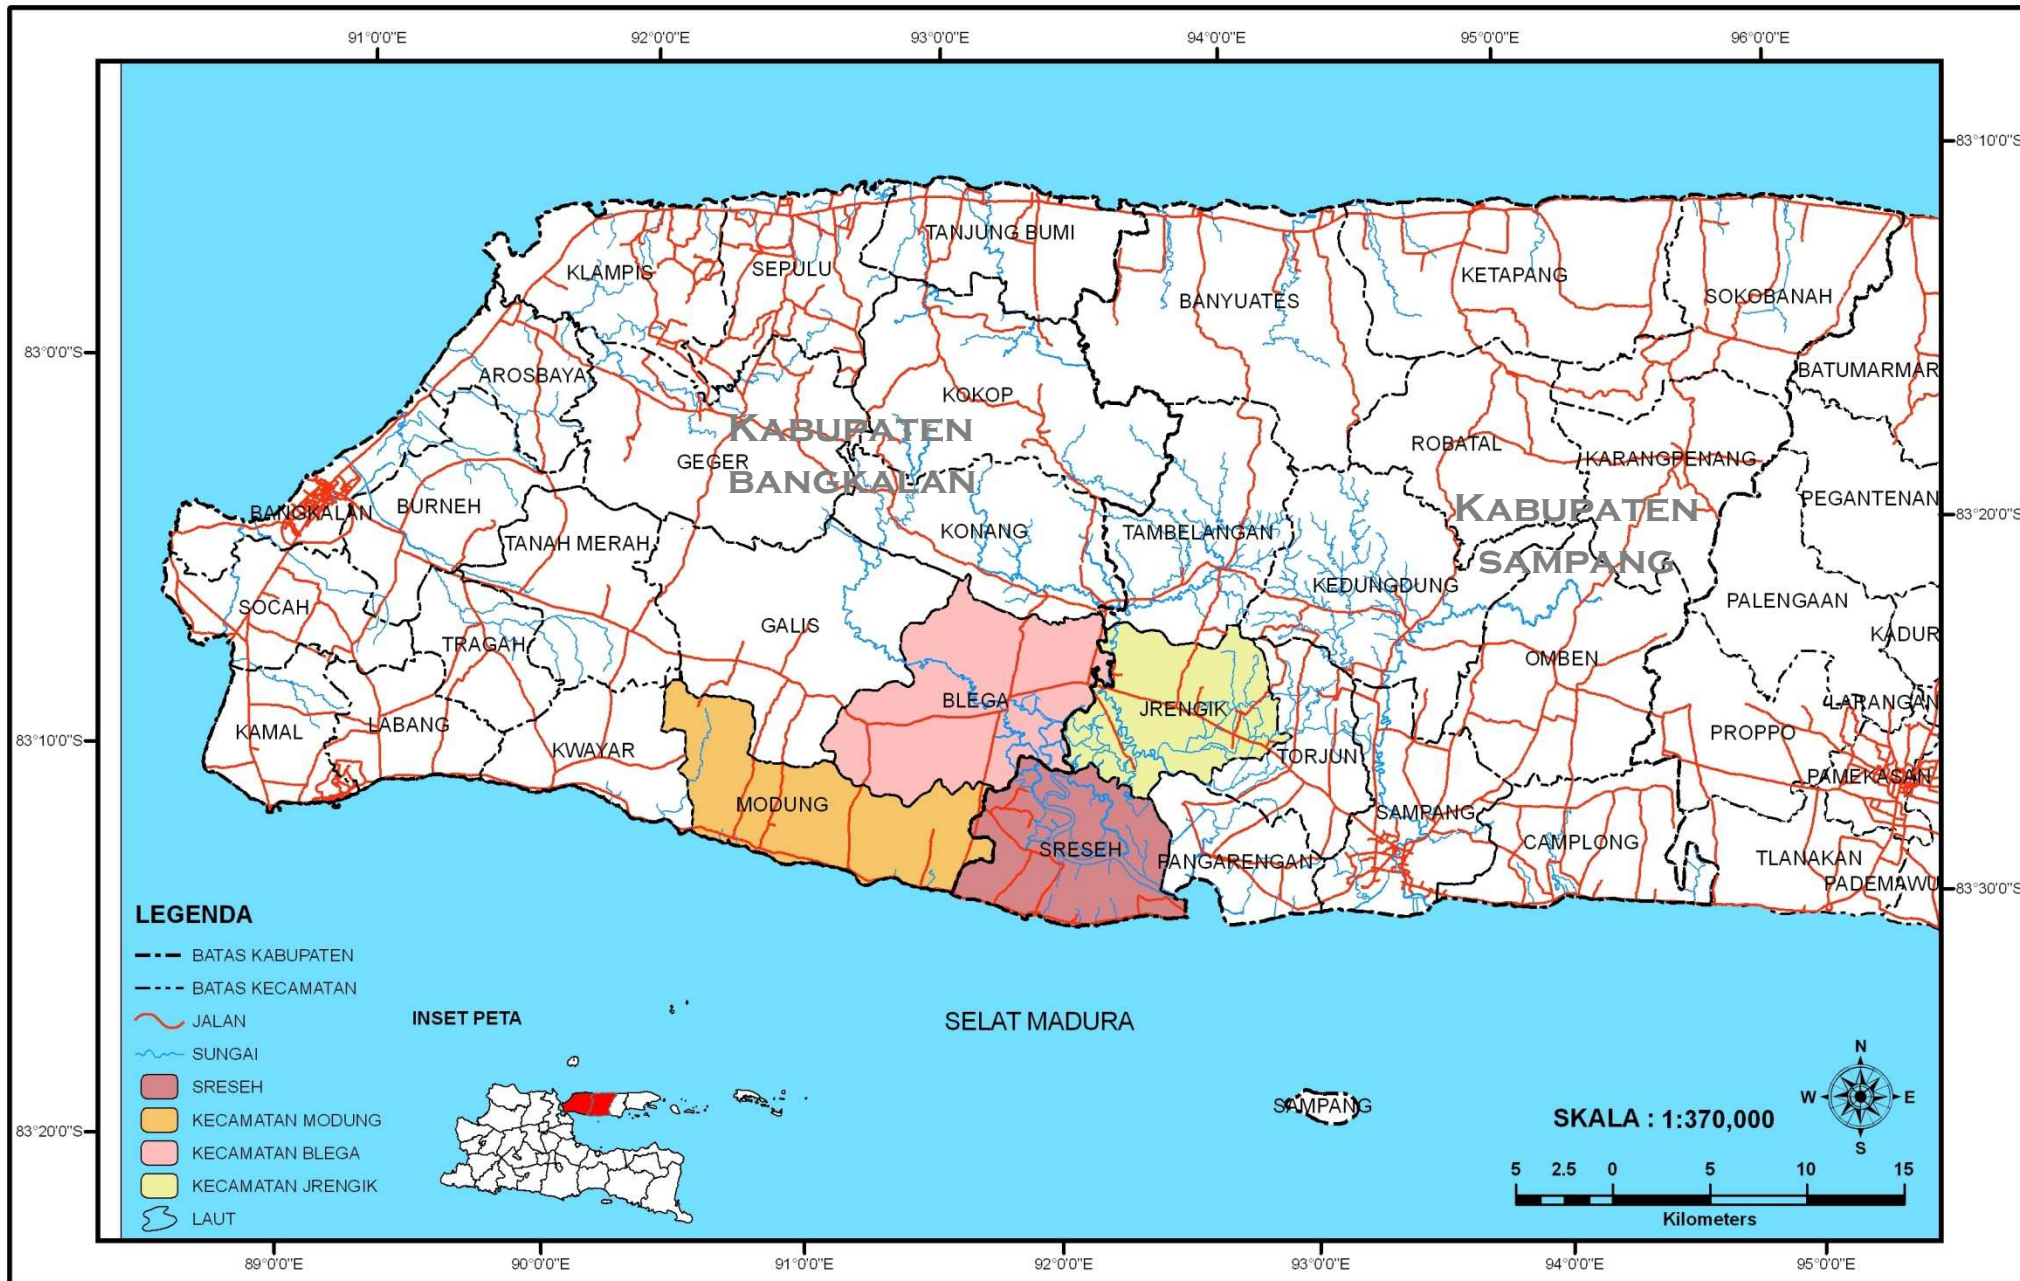 91°0'0"E 92°0'0"E 93°0'0"E 94°0'0"E 95°0'0"E 96°0'0"E
83°10'0"S
TANJUNG BUMI
KLAMPIS SEPULU KETAPANG
BANYUATES SOKOBANAH
83°0'0"S
AROSBAYA BATUMARMAR
KOKOP
KABUPATEN
BANGKALAN
GEGER ROBATAL KARANGPENANG
PEGANTENAN
KABUPATEN
SAMPANG
BANGKALAN BURNEH
83°20'0"S
TANAH MERAH KONANG TAMBELANGAN
KEDUNGDUNG
SOCAH PALENGAAN
GALIS KADUR
TRAGAH OMBEN
BLEGA JRENGIK LARANGAN
KAMAL LABANG PROPPO
83°10'0"S
KWAYAR TORJUN
PAMEKASAN
MODUNG SAMPANG
SRESEH PANGARENGAN CAMPLONG TLANAKAN
PADEMAWU
83°30'0"S
LEGENDA
BATAS KABUPATEN
BATAS KECAMATAN
JALAN
SUNGAI
SRESEH
KECAMATAN MODUNG
KECAMATAN BLEGA
KECAMATAN JRENGIK
LAUT
INSET PETA
SELAT MADURA
SAMPANG
N
W E
S
SKALA : 1:370,000
5 2.5 0 5 10 15
Kilometers
83°20'0"S
89°0'0"E 90°0'0"E 91°0'0"E 92°0'0"E 93°0'0"E 94°0'0"E 95°0'0"E